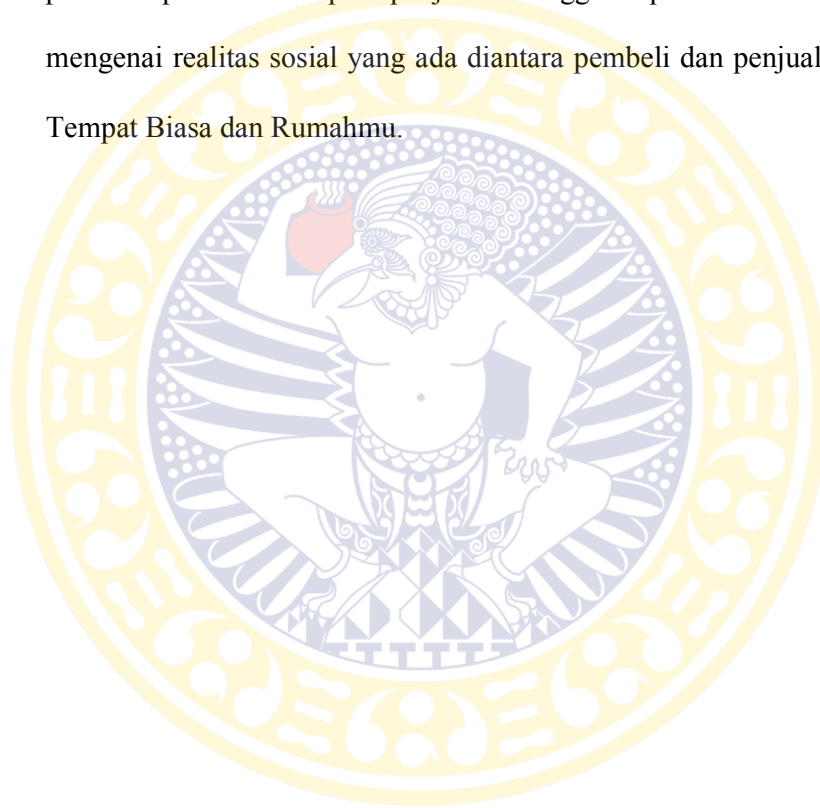 mengenai realitas sosial yang ada diantara pembeli dan penjual
Tempat Biasa dan Rumahmu.